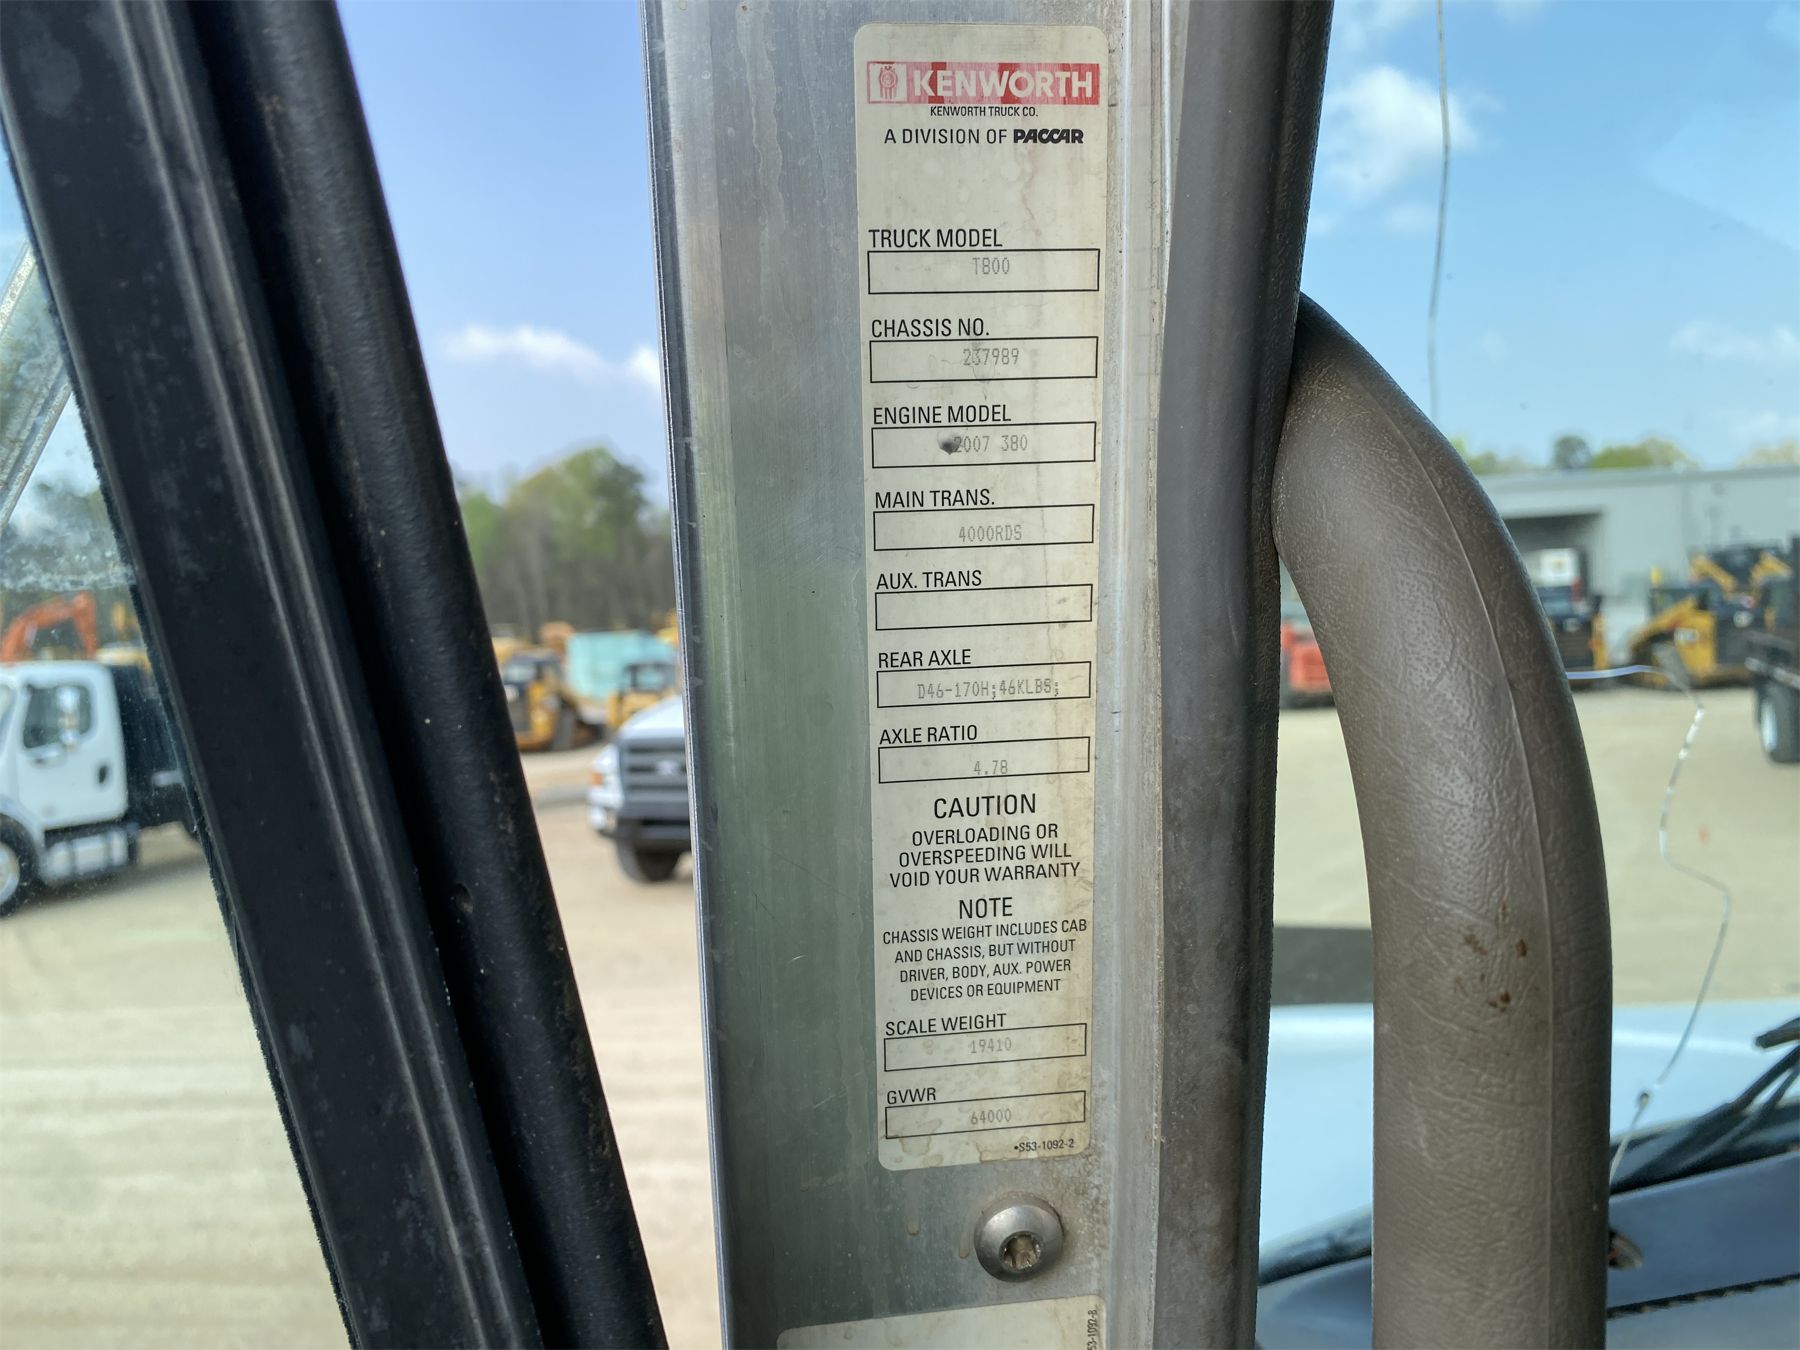 KENWORTH
KENWORTH TRUCK CO.
A DIVISION OF PACCAR
TRUCK MODEL
T800
CHASSIS NO.
237989
ENGINE MODEL
2007 380
MAIN TRANS.
4000RDS
AUX. TRANS
REAR AXLE
D46-170H;46KLBS;
AXLE RATIO
4.78
CAUTION
OVERLOADING OR
OVERSPEEDING WILL
VOID YOUR WARRANTY
NOTE
CHASSIS WEIGHT INCLUDES CAB
AND CHASSIS, BUT WITHOUT
DRIVER, BODY, AUX. POWER
DEVICES OR EQUIPMENT
SCALE WEIGHT
19410
GVWR
64000
•S53-1092-2